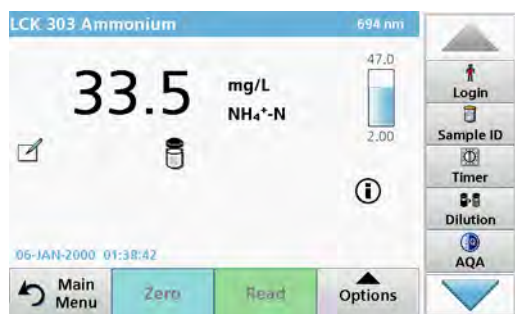 LCK 303 Ammonium 694 nm
47.0
33.5 mg/L
NH₄⁺-N
2.00
06-JAN-2000 01:38:42
Main Menu
Zero
Read
Options
Login
Sample ID
Timer
Dilution
AQA